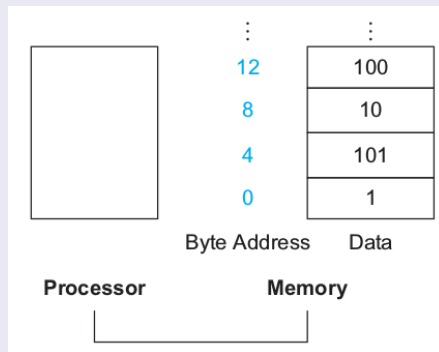 ⋮ ⋮
12 100
8 10
4 101
0 1
Byte Address Data
Processor Memory